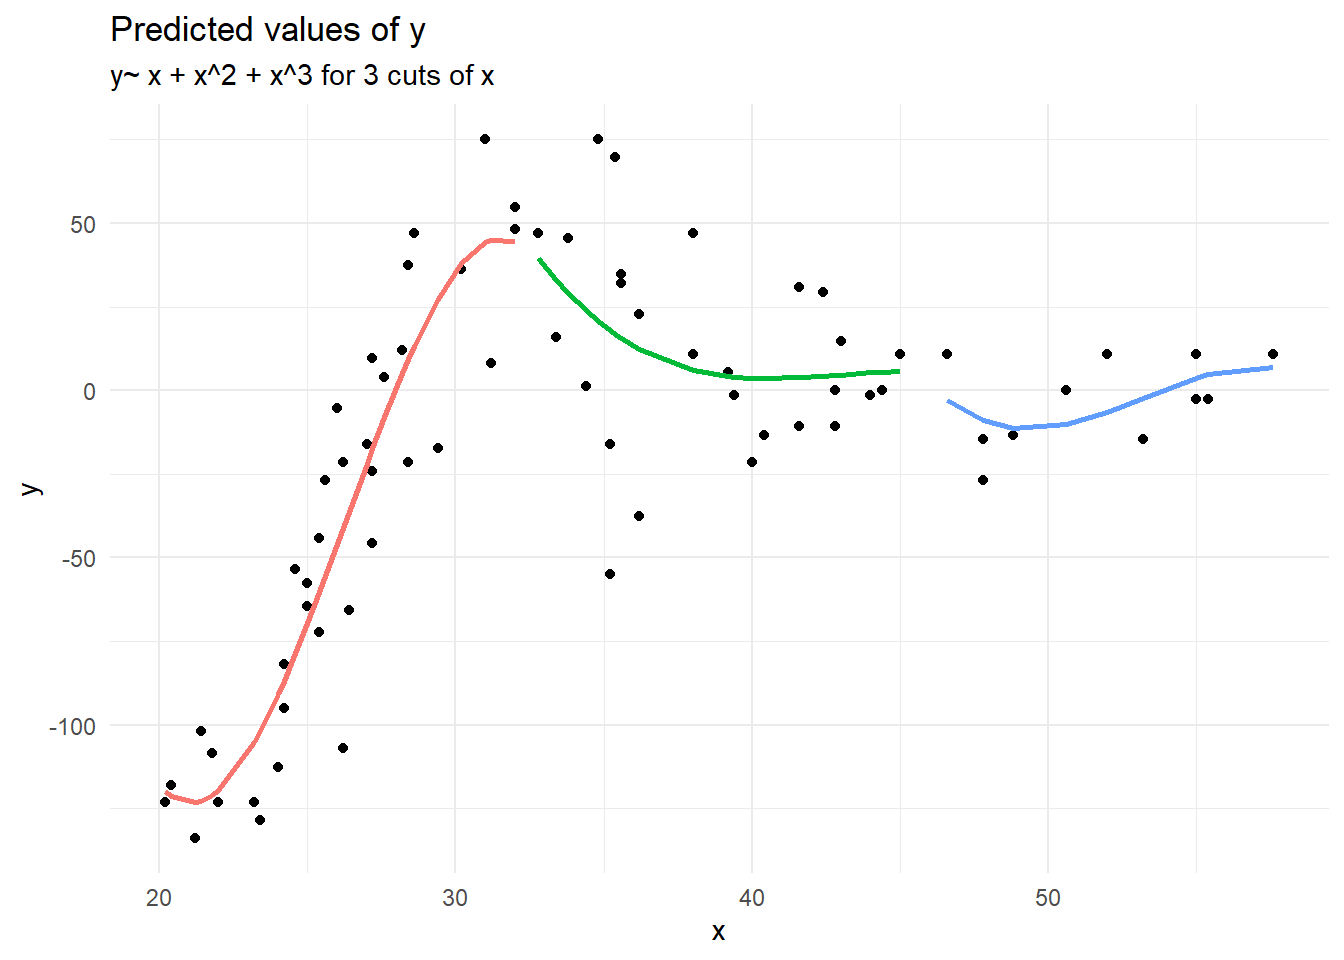 Predicted values of y
y~ x + x^2 + x^3 for 3 cuts of x
50
0
-50
-100
y
20 30 40 50
x